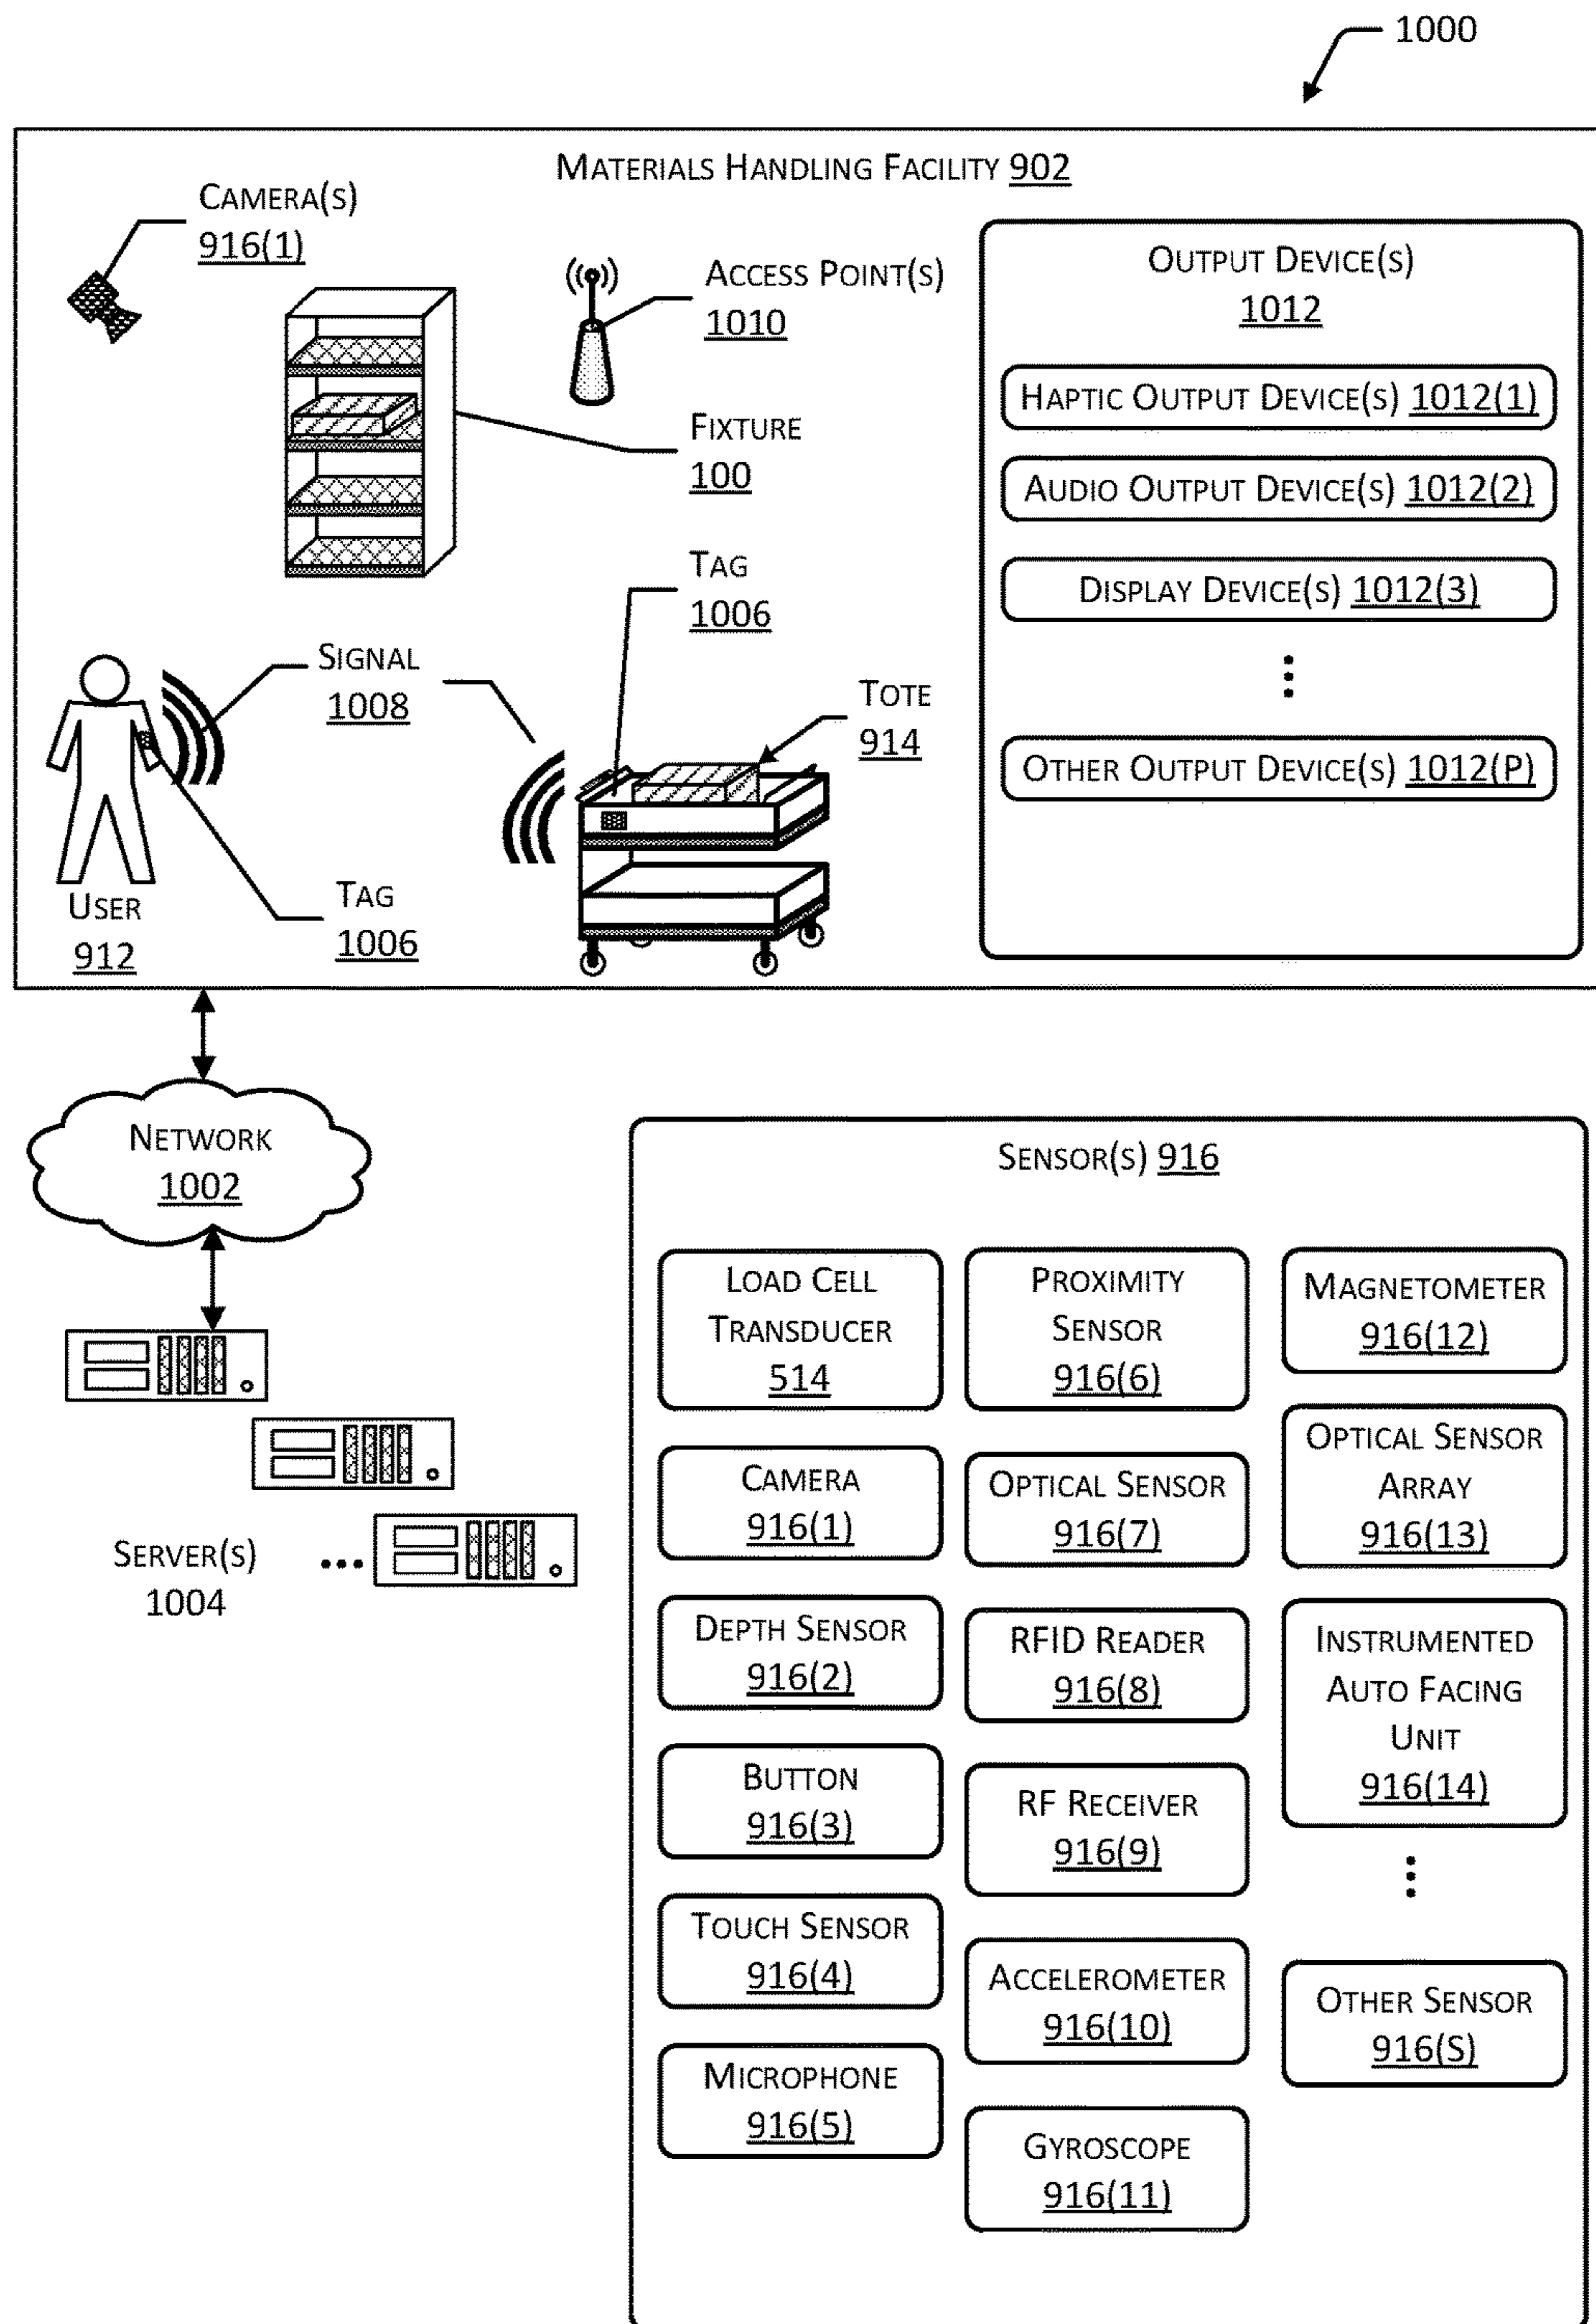 1000
MATERIALS HANDLING FACILITY 902
CAMERA(S)
916(1)
ACCESS POINT(S)
1010
FIXTURE
100
TAG
1006
SIGNAL
1008
TOTE
914
USER
912
TAG
1006
OUTPUT DEVICE(S)
1012
HAPTIC OUTPUT DEVICE(S) 1012(1)
AUDIO OUTPUT DEVICE(S) 1012(2)
DISPLAY DEVICE(S) 1012(3)
OTHER OUTPUT DEVICE(S) 1012(P)
NETWORK
1002
SERVER(S)
1004
SENSOR(S) 916
LOAD CELL
TRANSDUCER
514
CAMERA
916(1)
DEPTH SENSOR
916(2)
BUTTON
916(3)
TOUCH SENSOR
916(4)
MICROPHONE
916(5)
PROXIMITY
SENSOR
916(6)
OPTICAL SENSOR
916(7)
RFID READER
916(8)
RF RECEIVER
916(9)
ACCELEROMETER
916(10)
GYROSCOPE
916(11)
MAGNETOMETER
916(12)
OPTICAL SENSOR
ARRAY
916(13)
INSTRUMENTED
AUTO FACING
UNIT
916(14)
OTHER SENSOR
916(S)